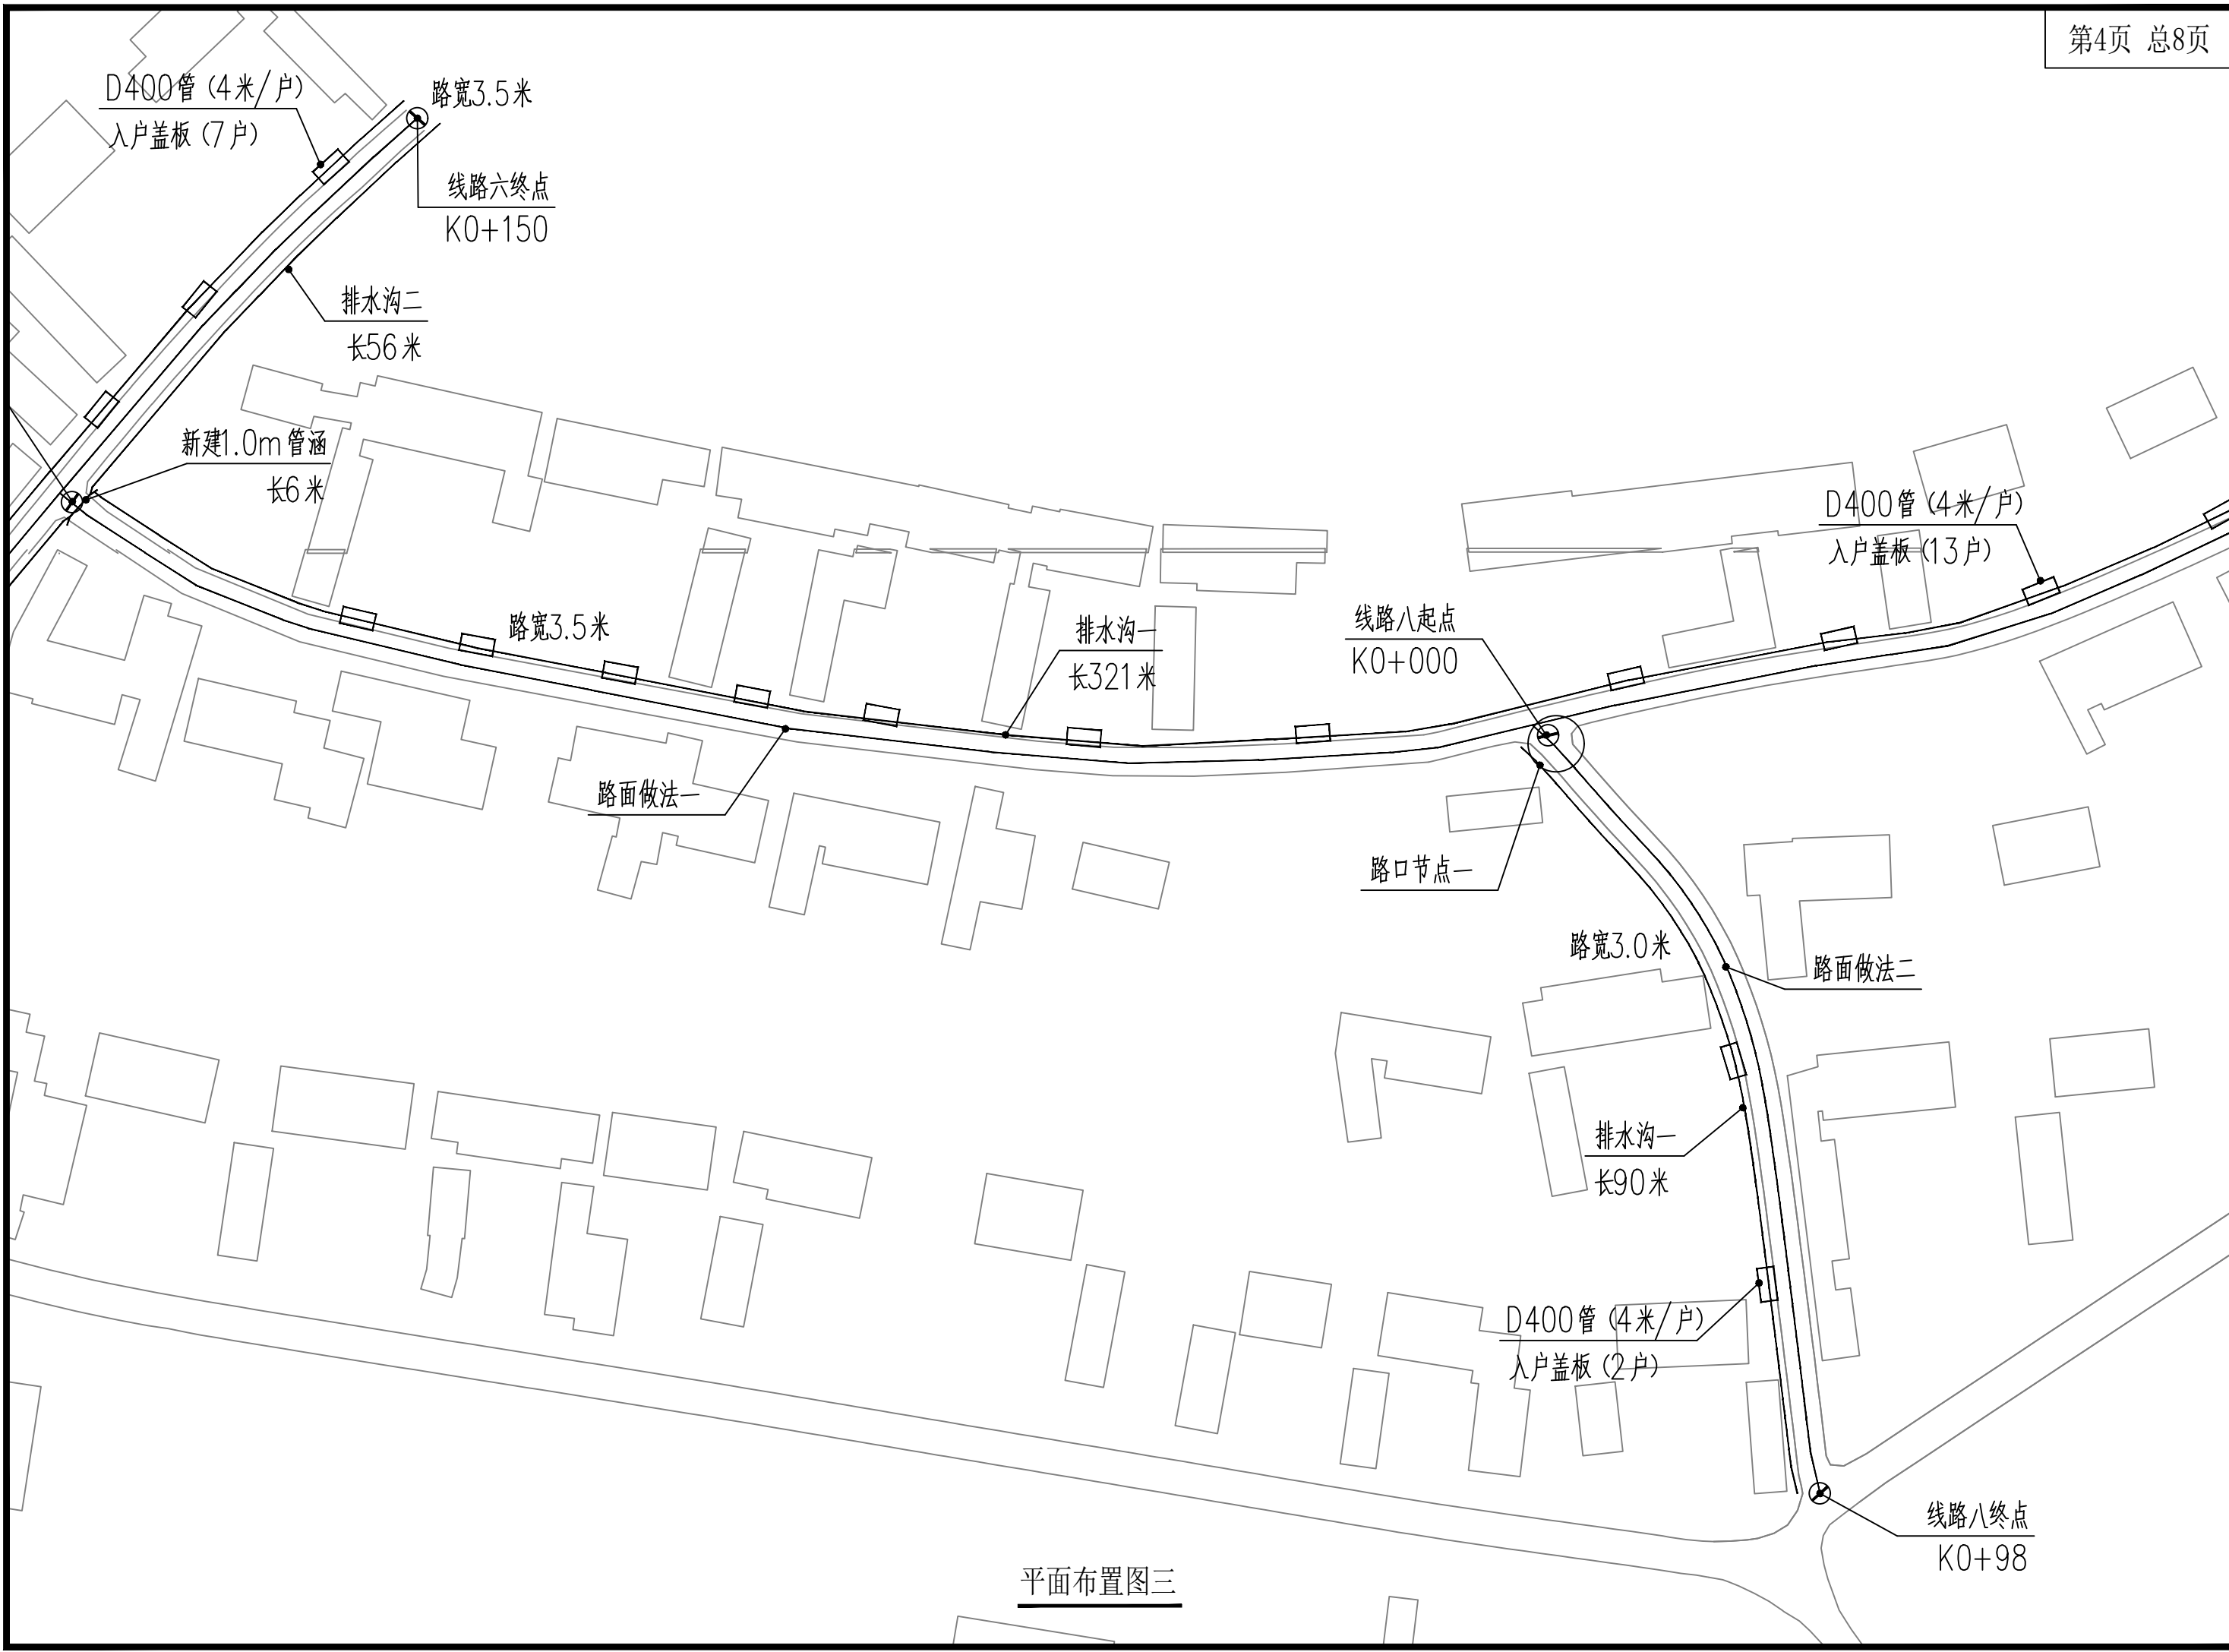 第4页 总8页
D400管(4米/户)
入户盖板(7户)
路宽3.5米
线路六终点
K0+150
排水沟二
长56米
新建1.0m管涵
长6米
D400管(4米/户)
入户盖板(13户)
路宽3.5米
排水沟一
长321米
线路八起点
K0+000
路面做法一
路口节点一
路宽3.0米
路面做法二
排水沟一
长90米
D400管(4米/户)
入户盖板(2户)
线路八终点
K0+98
平面布置图三